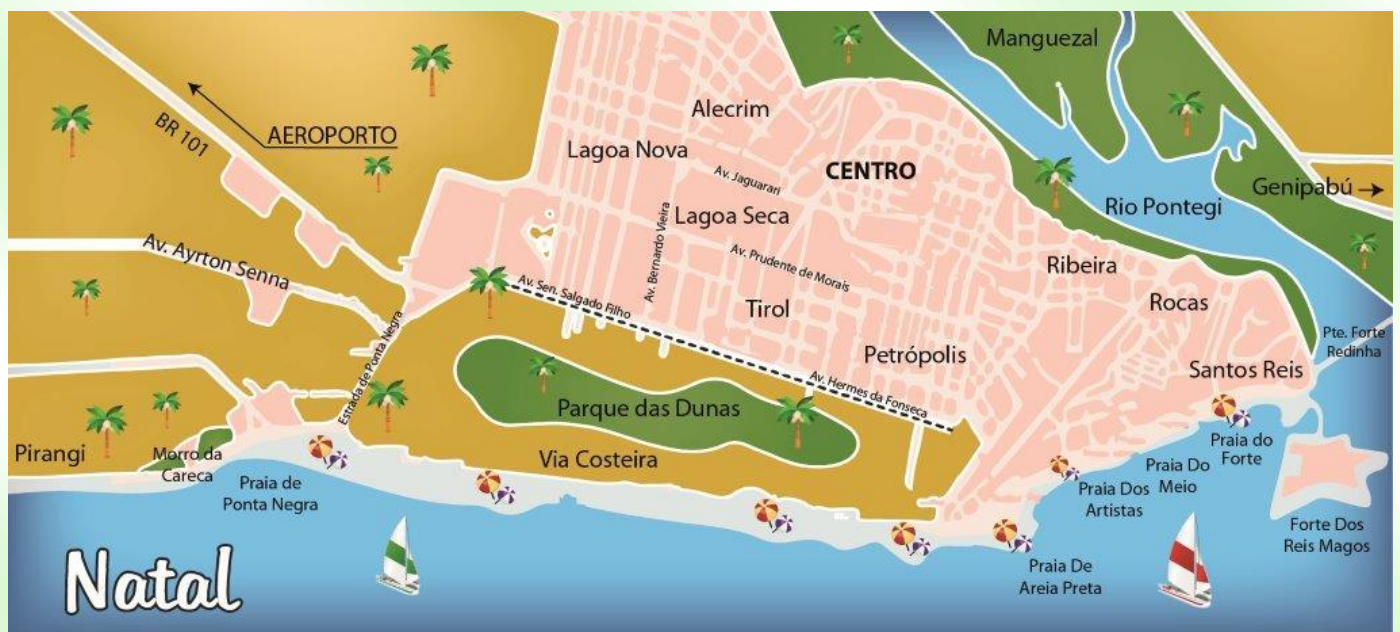 Manguezal
Alecrim
BR 101
AEROPORTO
Lagoa Nova
Av. Jaguarari
CENTRO
Genipabú
Rio Pontegi
Av. Ayrton Senna
Av. Bernardo Vieira
Lagoa Seca
Av. Prudente de Morais
Ribeira
Rocas
Av. Sen. Salgado Filho
Tirol
Estrada de Ponta Negra
Petrópolis
Pte. Forte
Redinha
Santos Reis
Av. Hermes da Fonseca
Parque das Dunas
Pirangi
Morro da
Careca
Via Costeira
Praia do
Forte
Praia de
Ponta Negra
Praia Do
Meio
Praia Dos
Artistas
Forte Dos
Reis Magos
Praia De
Areia Preta
Natal